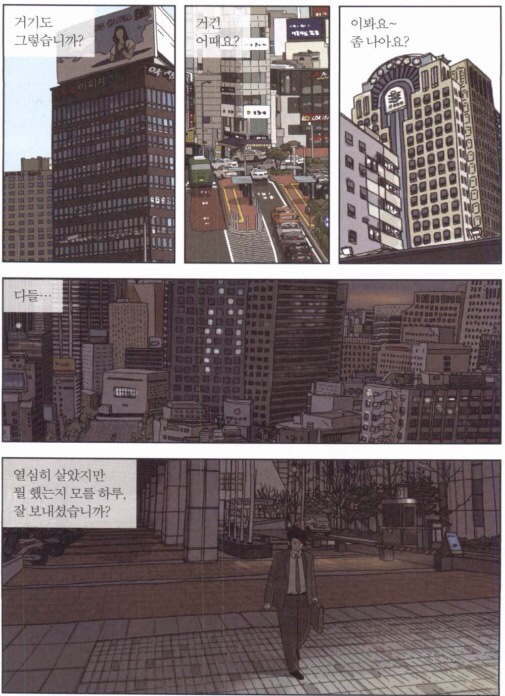 거기도
그렇습니까?
거긴
어때요?
이봐요~
좀 나아요?
다들…
열심히 살았지만
뭘 했는지 모를 하루,
잘 보내셨습니까?